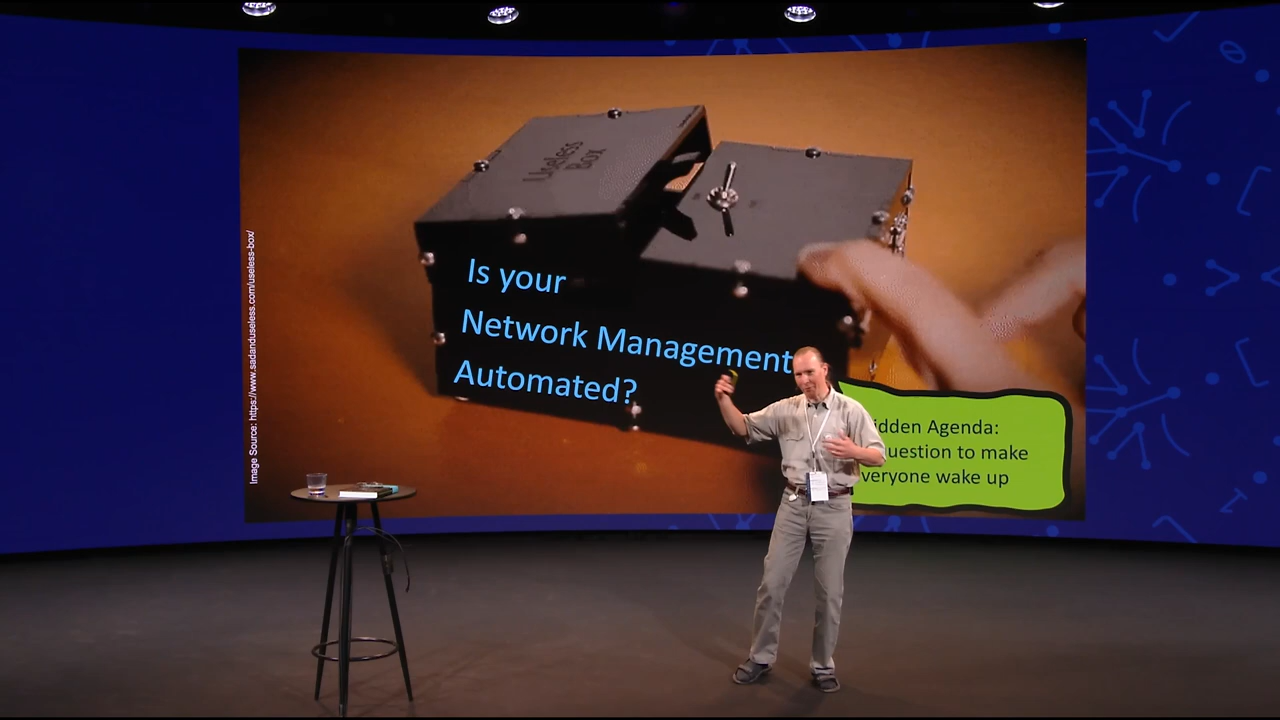 Useless
Box
Is your
Network Management
Automated?
Image Source: https://www.sadanduseless.com/useless-box/
idden Agenda:
uestion to make
veryone wake up